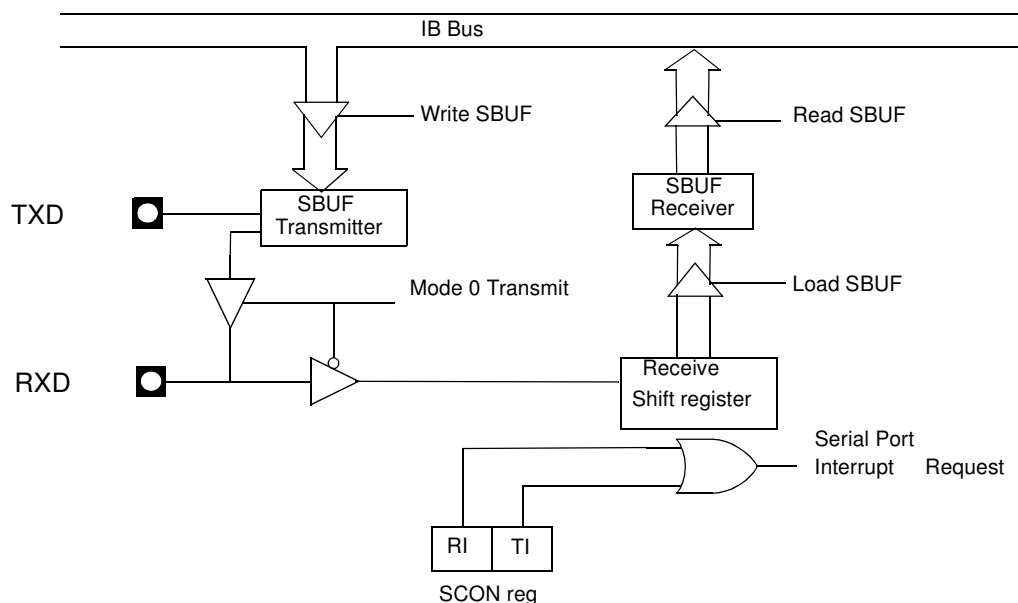 IB Bus
Write SBUF
Read SBUF
SBUF
Transmitter
SBUF
Receiver
TXD
Load SBUF
Mode 0 Transmit
RXD
Receive
Shift register
Serial Port
Interrupt Request
RI
TI
SCON reg